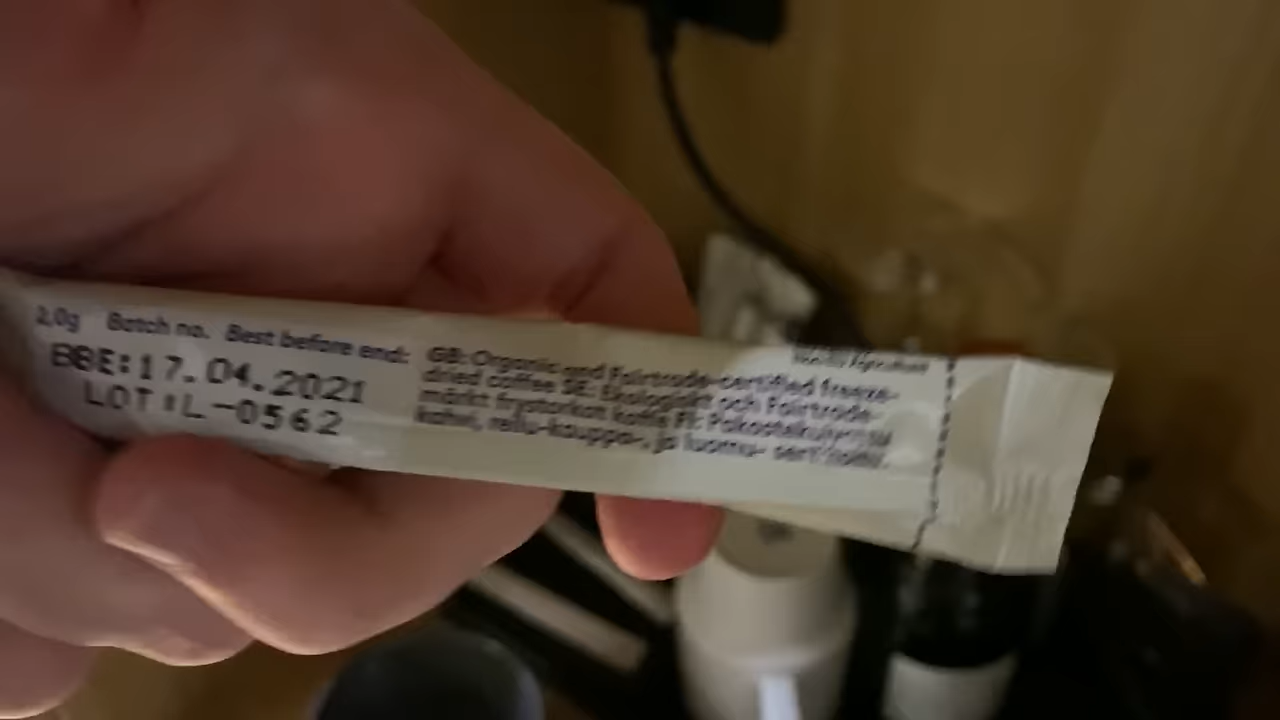 2,0g Batch no. Best before end:
BBE:17.04.2021
LOT:L-0562
GB: Organic and Fairtrade-certified freeze-
dried coffee SE: Ekologiskt och Fairtrade-
märkt frystorkat kaffe FI: Pakastekuivattu
kahvi, reilu-kauppa-, ja luomu- sertifioitu.